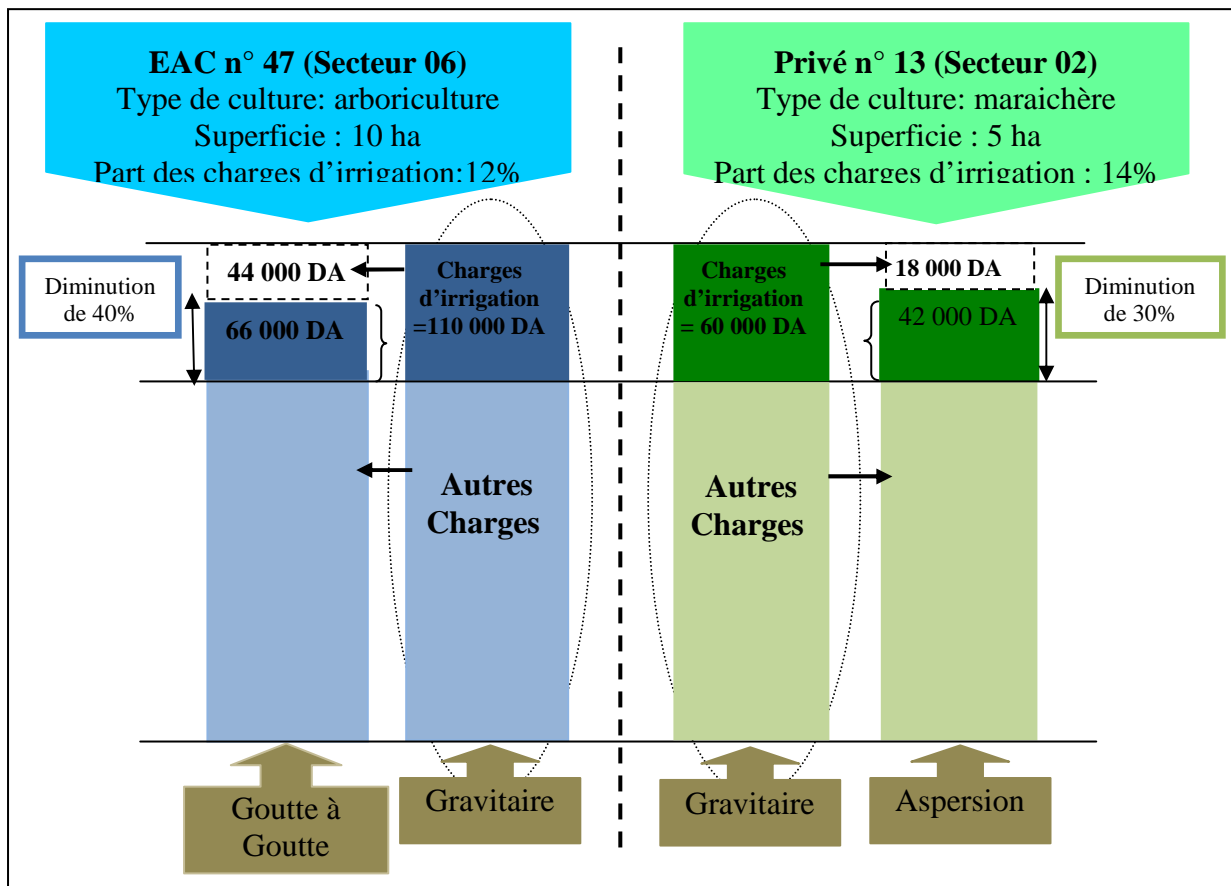 EAC n° 47 (Secteur 06)
Type de culture: arboriculture
Superficie : 10 ha
Part des charges d’irrigation:12%
Privé n° 13 (Secteur 02)
Type de culture: maraichère
Superficie : 5 ha
Part des charges d’irrigation : 14%
Diminution
de 40%
44 000 DA
66 000 DA
Charges
d’irrigation
=110 000 DA
Charges
d’irrigation
= 60 000 DA
18 000 DA
42 000 DA
Diminution
de 30%
Autres
Charges
Autres
Charges
Goutte à
Goutte
Gravitaire
Gravitaire
Aspersion